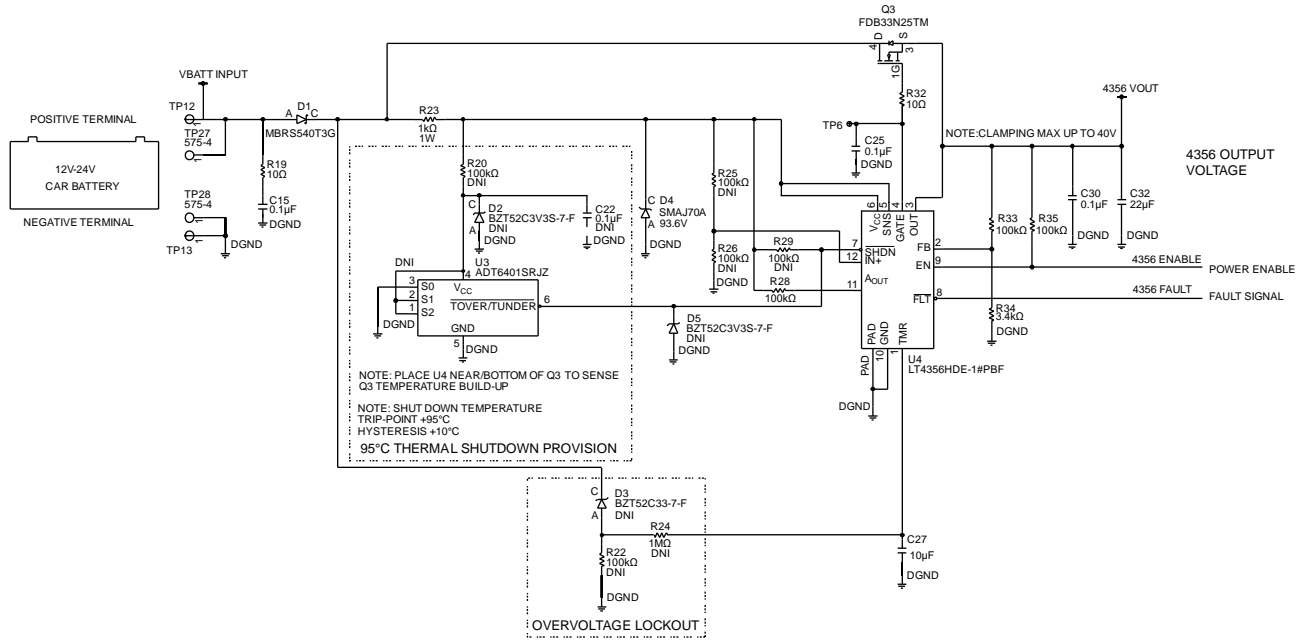 Q3
FDB33N25TM
D
S
4
3
1G
VBATT INPUT
TP12
1
POSITIVE TERMINAL
TP27
575-4
1
12V-24V
CAR BATTERY
TP28
575-4
1
NEGATIVE TERMINAL
1
TP13
DGND
D1
A
C
MBRS540T3G
R19
10Ω
C15
0.1µF
DGND
R23
1kΩ
1W
R20
100kΩ
DNI
D2
BZT52C3V3S-7-F
DNI
DGND
C
A
C22
0.1µF
DNI
DGND
D4
SMAJ70A
93.6V
C
A
U3
ADT6401SRJZ
DNI
4
VCC
3
S0
2
S1
1
S2
TOVER/TUNDER
6
GND
5
DGND
DGND
NOTE: PLACE U4 NEAR/BOTTOM OF Q3 TO SENSE
Q3 TEMPERATURE BUILD-UP
NOTE: SHUT DOWN TEMPERATURE
TRIP-POINT +95°C
HYSTERESIS +10°C
95°C THERMAL SHUTDOWN PROVISION
D5
BZT52C3V3S-7-F
DNI
DGND
R25
100kΩ
DNI
R26
100kΩ
DNI
DGND
R29
100kΩ
DNI
R28
100kΩ
R32
10Ω
TP6
C25
0.1µF
DGND
6
5
4
3
VCC
SNS
GATE
OUT
7
SHDN
12
IN+
11
AOUT
FB
2
EN
9
FLT
8
PAD
GND
TMR
PAD
10
1
U4
LT4356HDE-1#PBF
DGND
4356 VOUT
NOTE:CLAMPING MAX UP TO 40V
R33
100kΩ
R35
100kΩ
C30
0.1µF
DGND
C32
22µF
DGND
4356 OUTPUT
VOLTAGE
4356 ENABLE
POWER ENABLE
4356 FAULT
FAULT SIGNAL
R34
3.4kΩ
DGND
C
D3
BZT52C33-7-F
DNI
A
R24
1MΩ
DNI
R22
100kΩ
DNI
DGND
C27
10µF
DGND
OVERVOLTAGE LOCKOUT